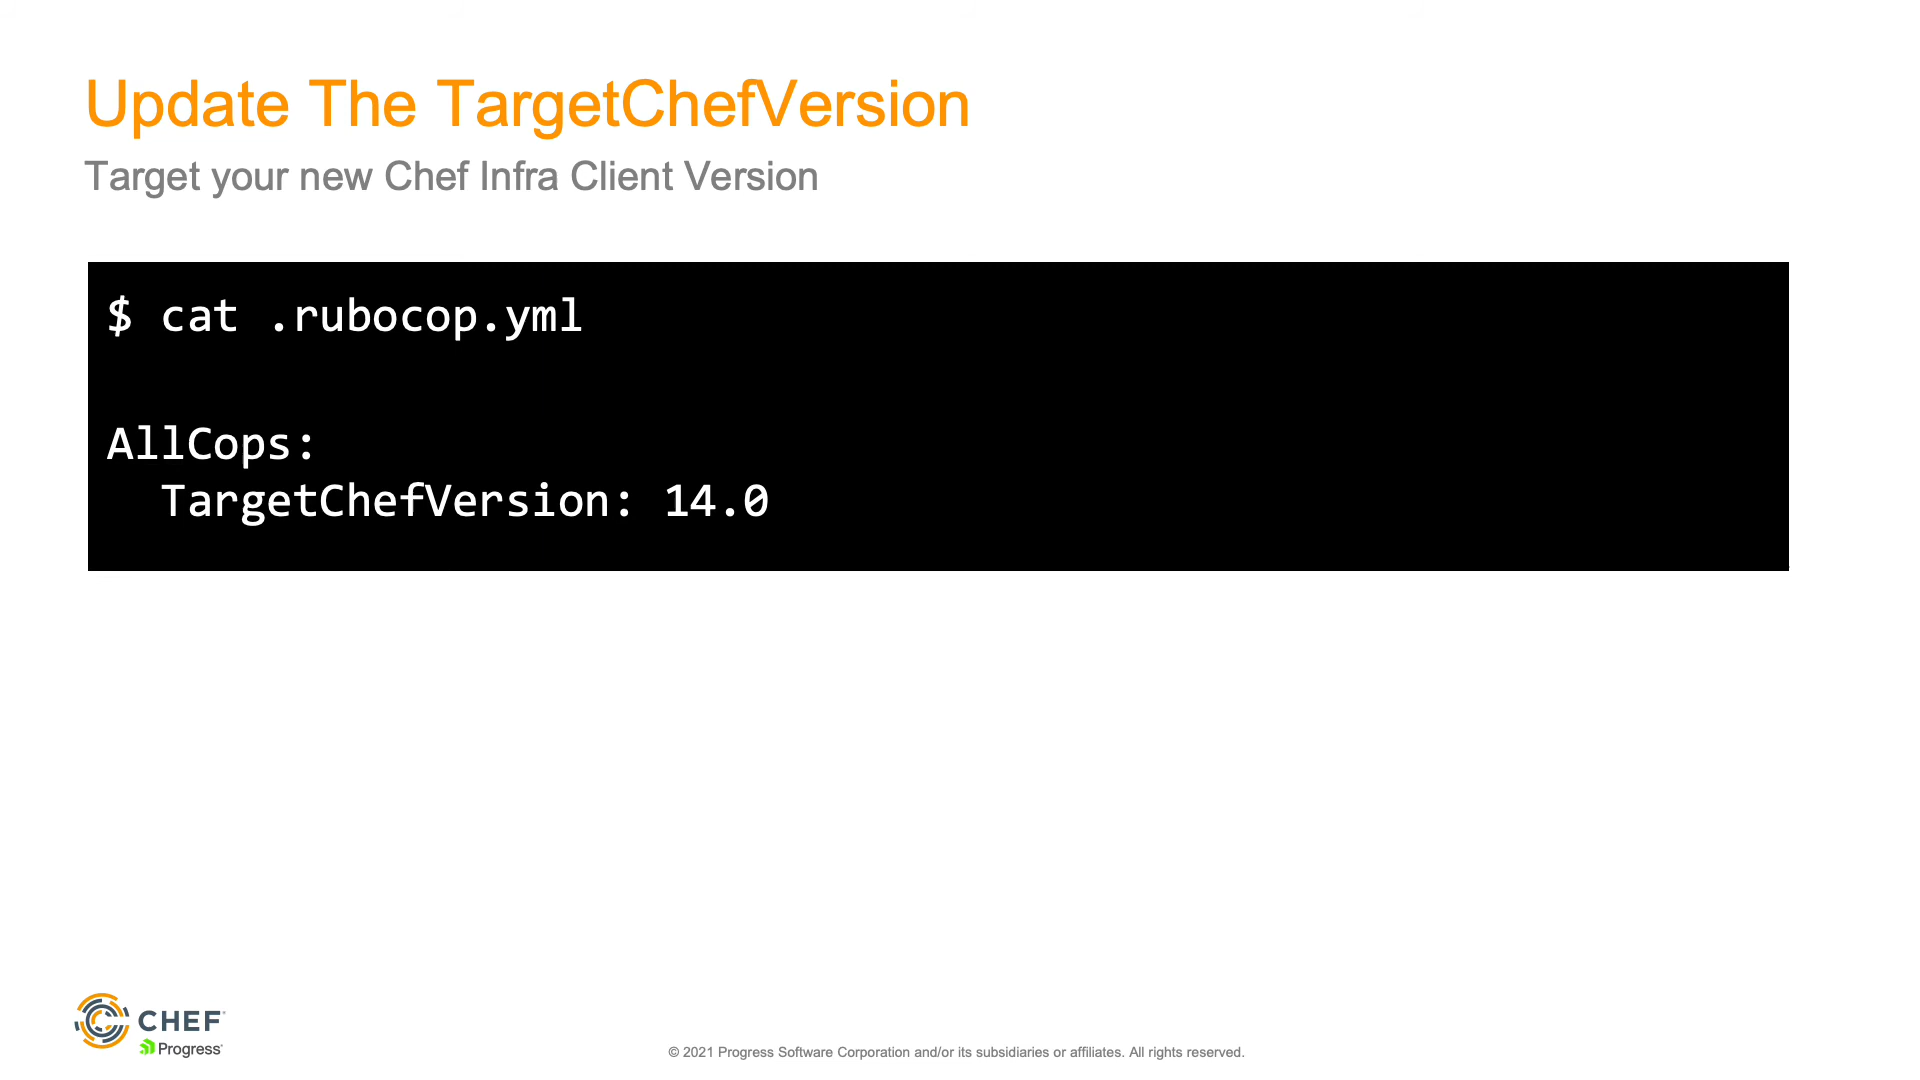 Update The TargetChefVersion
Target your new Chef Infra Client Version
$ cat .rubocop.yml
AllCops:
  TargetChefVersion: 14.0
CHEF
Progress
© 2021 Progress Software Corporation and/or its subsidiaries or affiliates. All rights reserved.